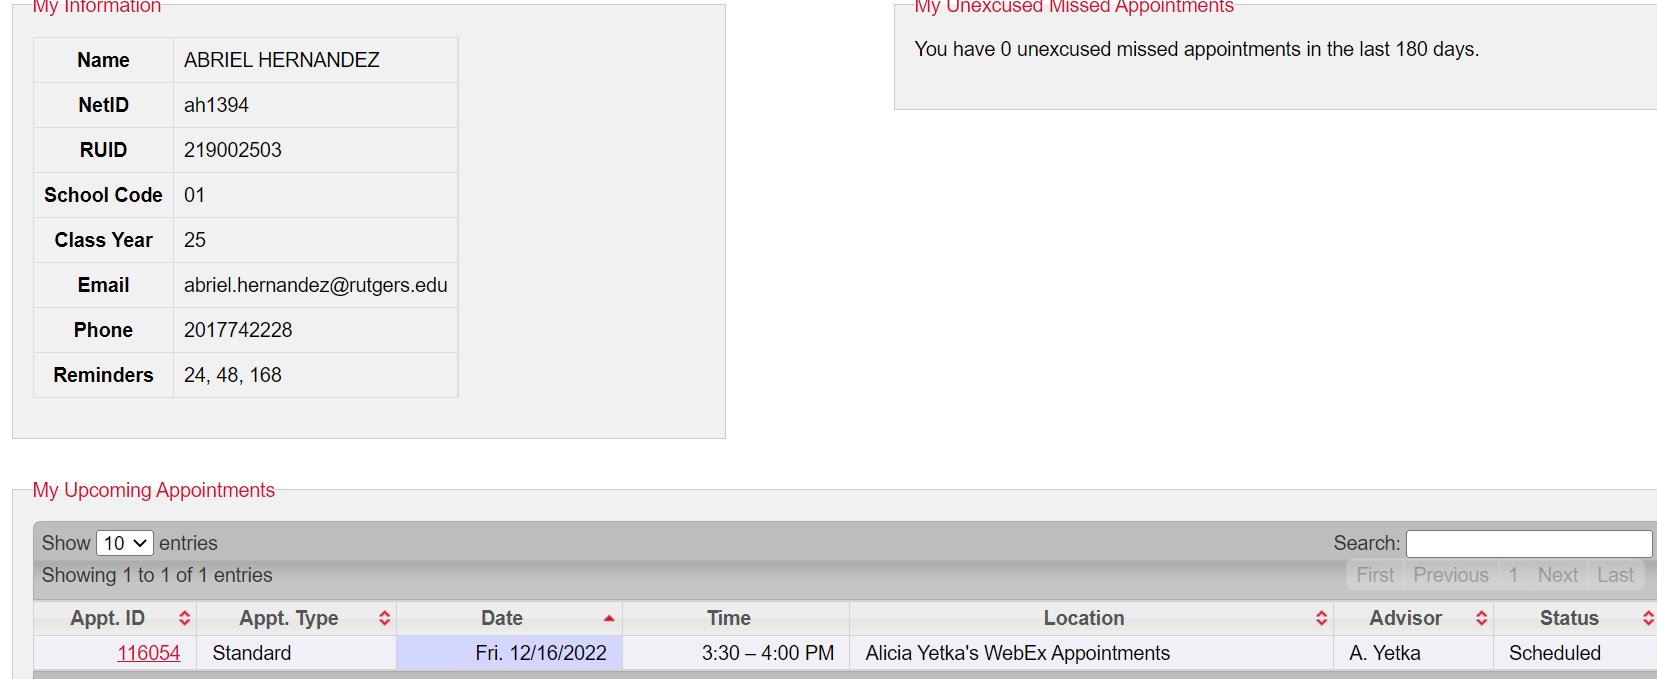 My Information
Name ABRIEL HERNANDEZ
NetID ah1394
RUID 219002503
School Code 01
Class Year 25
Email abriel.hernandez@rutgers.edu
Phone 2017742228
Reminders 24, 48, 168
My Unexcused Missed Appointments
You have 0 unexcused missed appointments in the last 180 days.
My Upcoming Appointments
Show 10 entries Search:
Showing 1 to 1 of 1 entries First Previous 1 Next Last
Appt. ID Appt. Type Date Time Location Advisor Status
116054 Standard Fri. 12/16/2022 3:30 – 4:00 PM Alicia Yetka's WebEx Appointments A. Yetka Scheduled